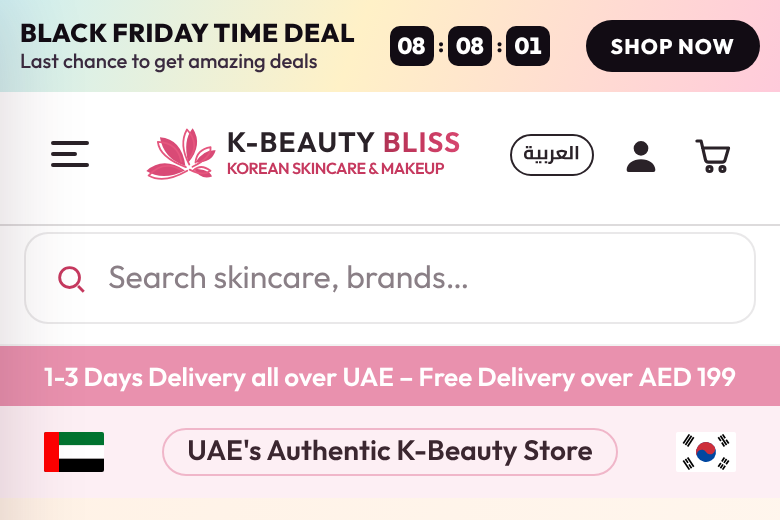 BLACK FRIDAY TIME DEAL
Last chance to get amazing deals
08 : 08 : 01
SHOP NOW
K-BEAUTY BLISS
KOREAN SKINCARE & MAKEUP
العربية
Search skincare, brands...
1-3 Days Delivery all over UAE – Free Delivery over AED 199
UAE's Authentic K-Beauty Store